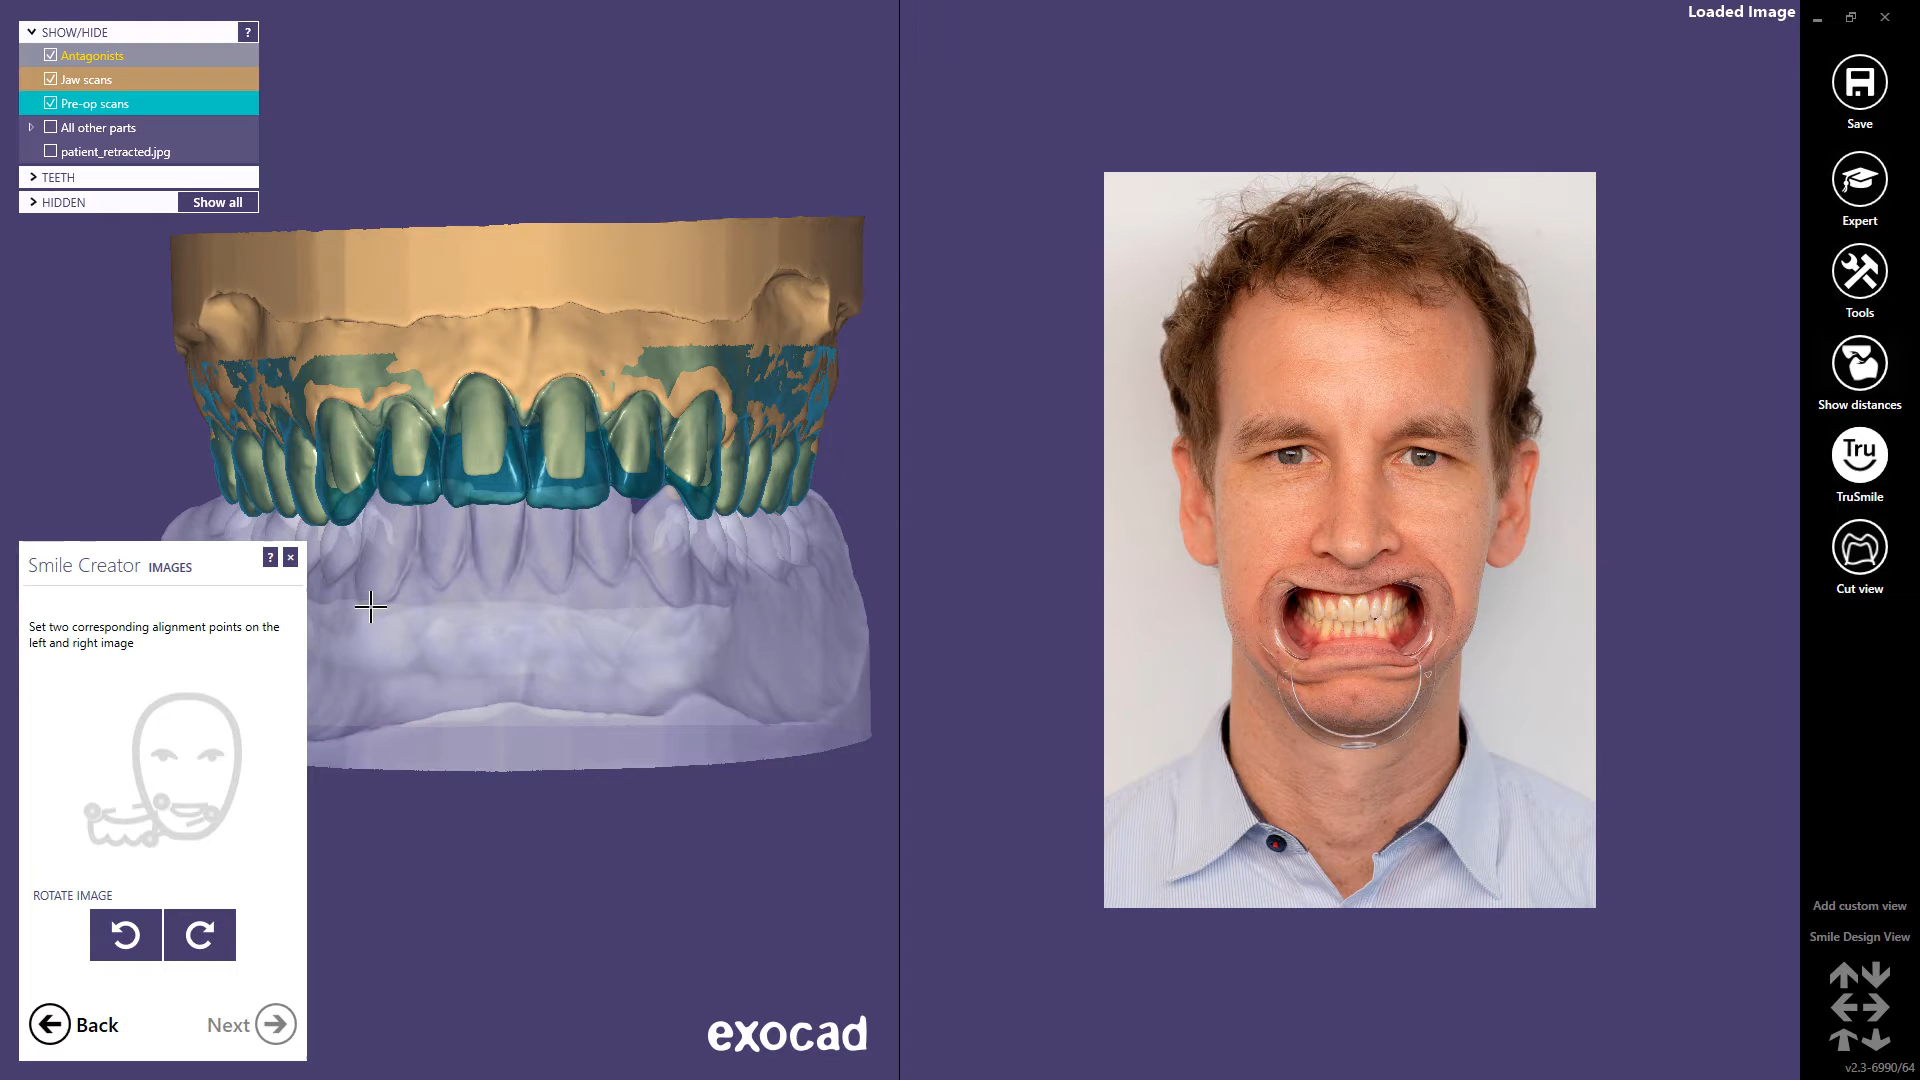 SHOW/HIDE
?
Antagonists
Jaw scans
Pre-op scans
All other parts
patient_retracted.jpg
TEETH
HIDDEN
Show all
Smile Creator IMAGES
? ×
Set two corresponding alignment points on the
left and right image
ROTATE IMAGE
Back
Next
exocad
Loaded Image
Save
Expert
Tools
Show distances
Tru
TruSmile
Cut view
Add custom view
Smile Design View
v2.3-6990/64